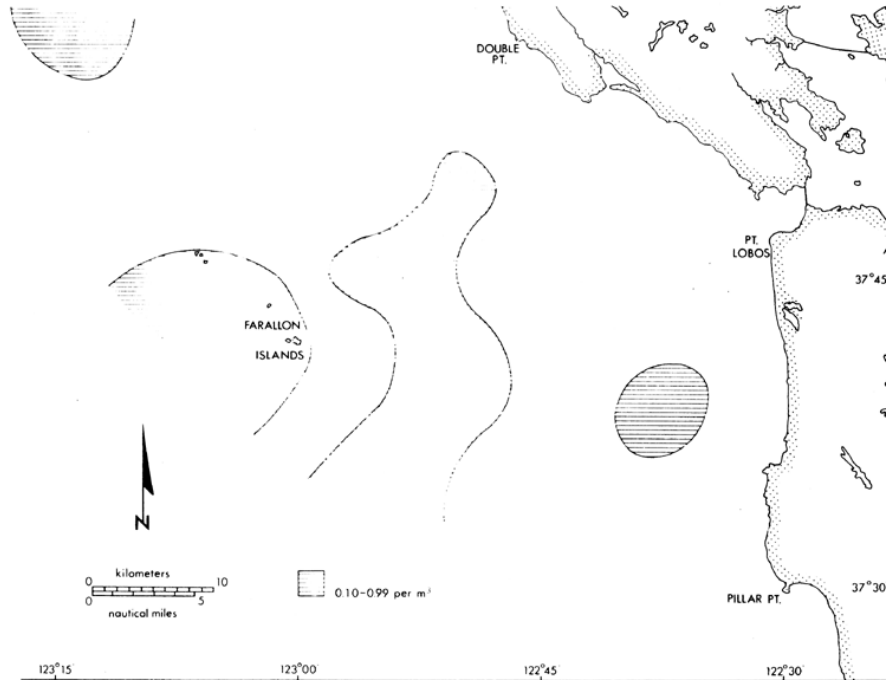 DOUBLE
PT.
PT.
LOBOS
37°45
FARALLON
ISLANDS
N
kilometers
0 10
0 5
nautical miles
0.10-0.99 per m³
PILLAR PT.
37°30
123°15
123°00
122°45
122°30